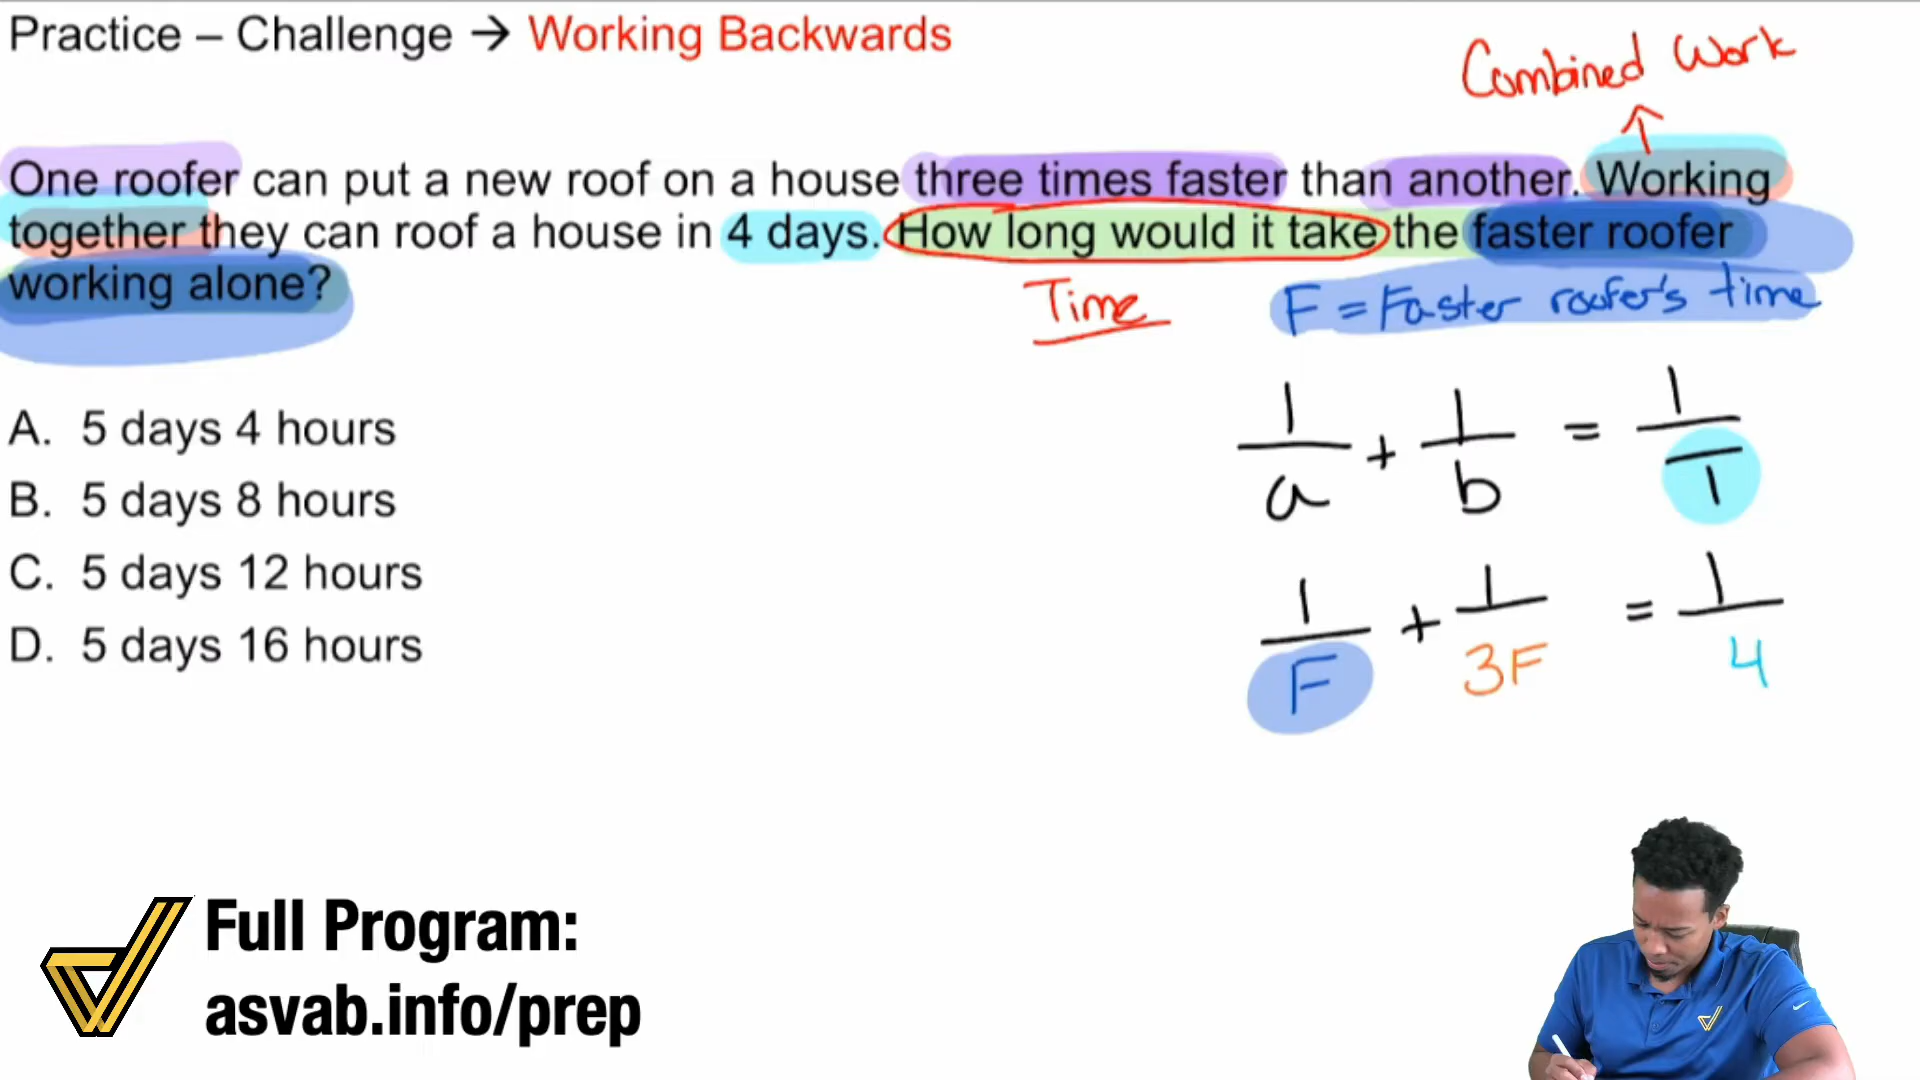 Practice – Challenge → Working Backwards
Combined Work
One roofer can put a new roof on a house three times faster than another. Working
together they can roof a house in 4 days. How long would it take the faster roofer
working alone?
Time
F = Faster roofer's time
A. 5 days 4 hours
B. 5 days 8 hours
C. 5 days 12 hours
D. 5 days 16 hours
1/a + 1/b = 1/T
1/F + 1/3F = 1/4
Full Program:
asvab.info/prep